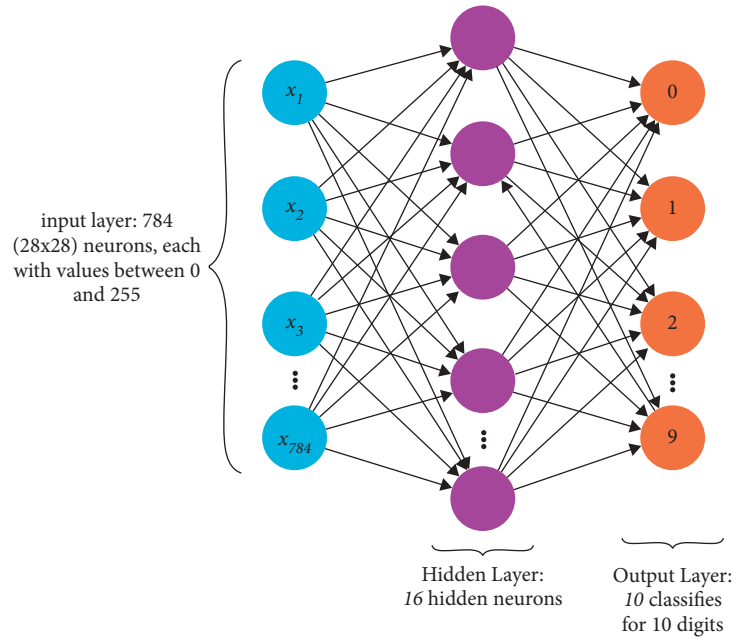 input layer: 784
(28x28) neurons, each
with values between 0
and 255
x1
x2
x3
x784
0
1
2
9
Hidden Layer:
16 hidden neurons
Output Layer:
10 classifies
for 10 digits